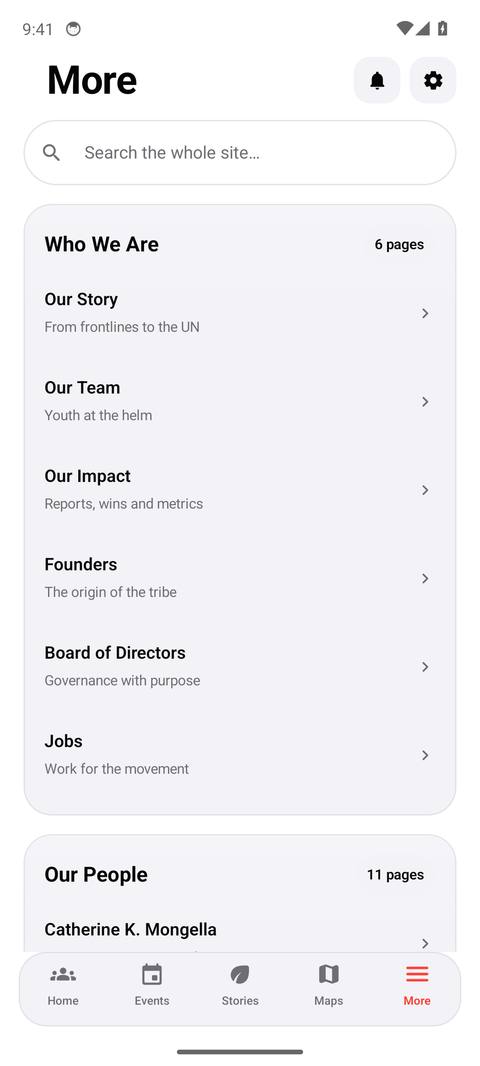 9:41
More
Search the whole site...
Who We Are
6 pages
Our Story
From frontlines to the UN
Our Team
Youth at the helm
Our Impact
Reports, wins and metrics
Founders
The origin of the tribe
Board of Directors
Governance with purpose
Jobs
Work for the movement
Our People
11 pages
Catherine K. Mongella
Home
Events
Stories
Maps
More